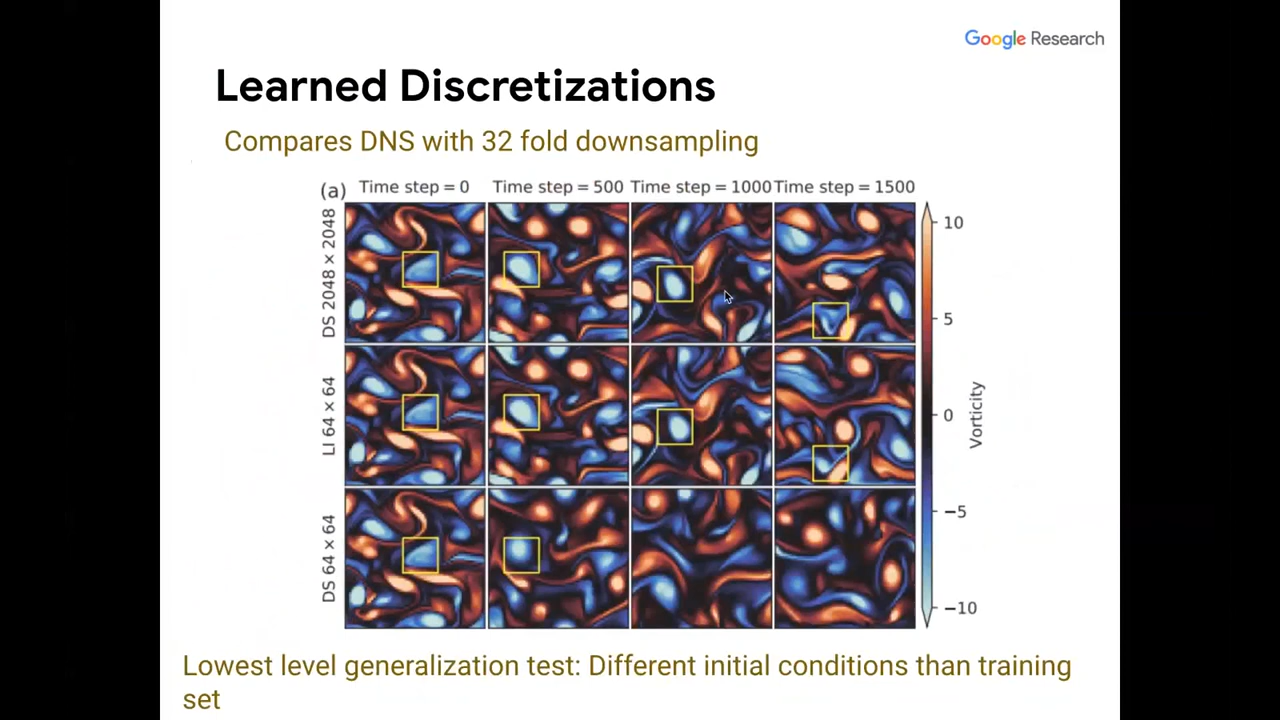 Google Research
Learned Discretizations
Compares DNS with 32 fold downsampling
(a) Time step = 0 Time step = 500 Time step = 1000 Time step = 1500
DS 2048 × 2048
LI 64 × 64
DS 64 × 64
10
5
0
−5
−10
Vorticity
Lowest level generalization test: Different initial conditions than training
set